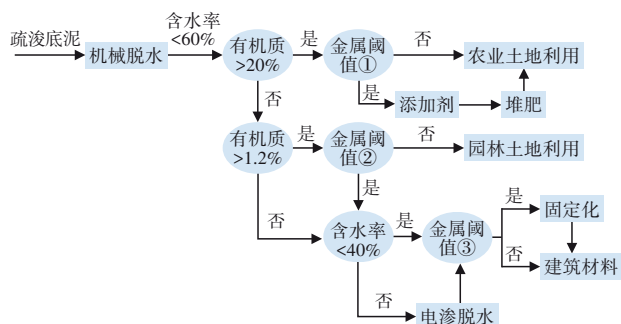 疏浚底泥
机械脱水
含水率
<60%
有机质
>20%
是
金属阈
值①
否
农业土地利用
是
添加剂
堆肥
否
有机质
>1.2%
是
金属阈
值②
否
园林土地利用
是
否
含水率
<40%
是
金属阈
值③
是
固定化
否
建筑材料
否
电渗脱水